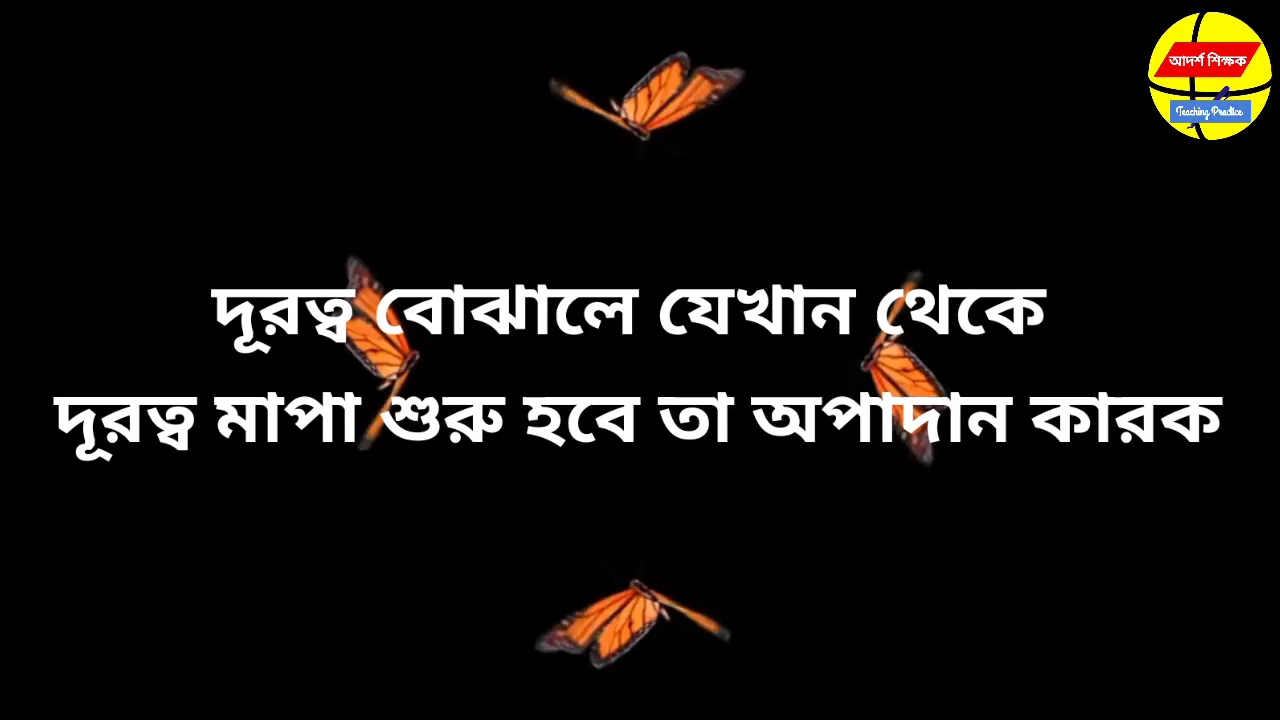 আদর্শ শিক্ষক
Teaching Practice
দূরত্ব বোঝালে যেখান থেকে
দূরত্ব মাপা শুরু হবে তা অপাদান কারক